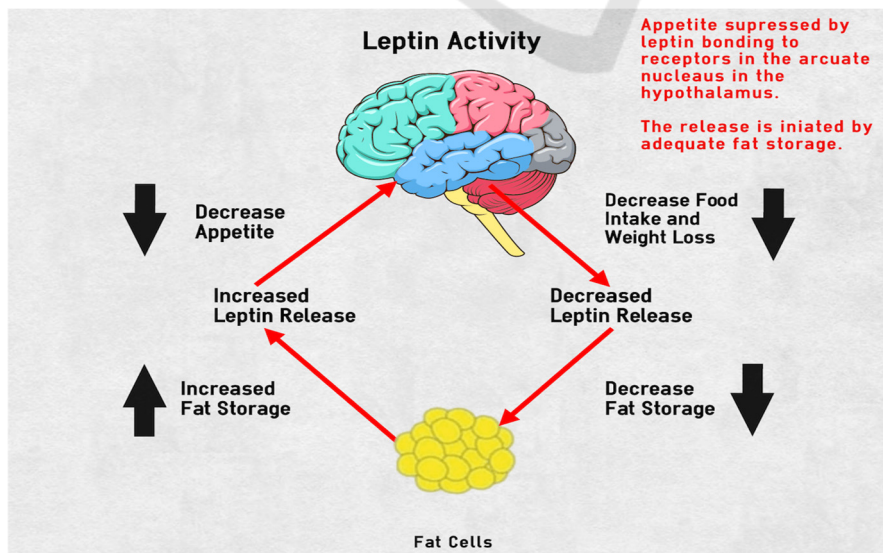 Leptin Activity
Appetite supressed by
leptin bonding to
receptors in the arcuate
nucleaus in the
hypothalamus.
The release is iniated by
adequate fat storage.
Decrease
Appetite
Decrease Food
Intake and
Weight Loss
Increased
Leptin Release
Decreased
Leptin Release
Increased
Fat Storage
Decrease
Fat Storage
Fat Cells